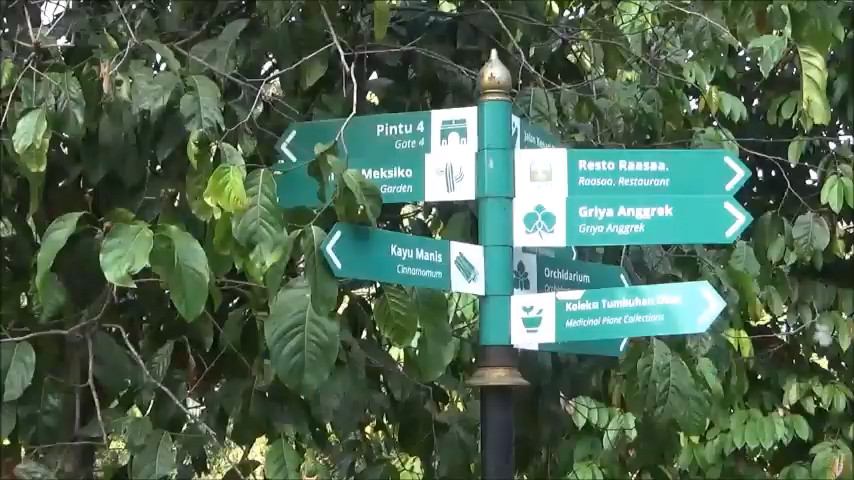 Pintu 4
Gate 4
Meksiko
Garden
Kayu Manis
Cinnamomum
Resto Raasaa.
Raasaa. Restaurant
Griya Anggrek
Griya Anggrek
Orchidarium
Koleksi Tumbuhan
Medicinal Plant Collections